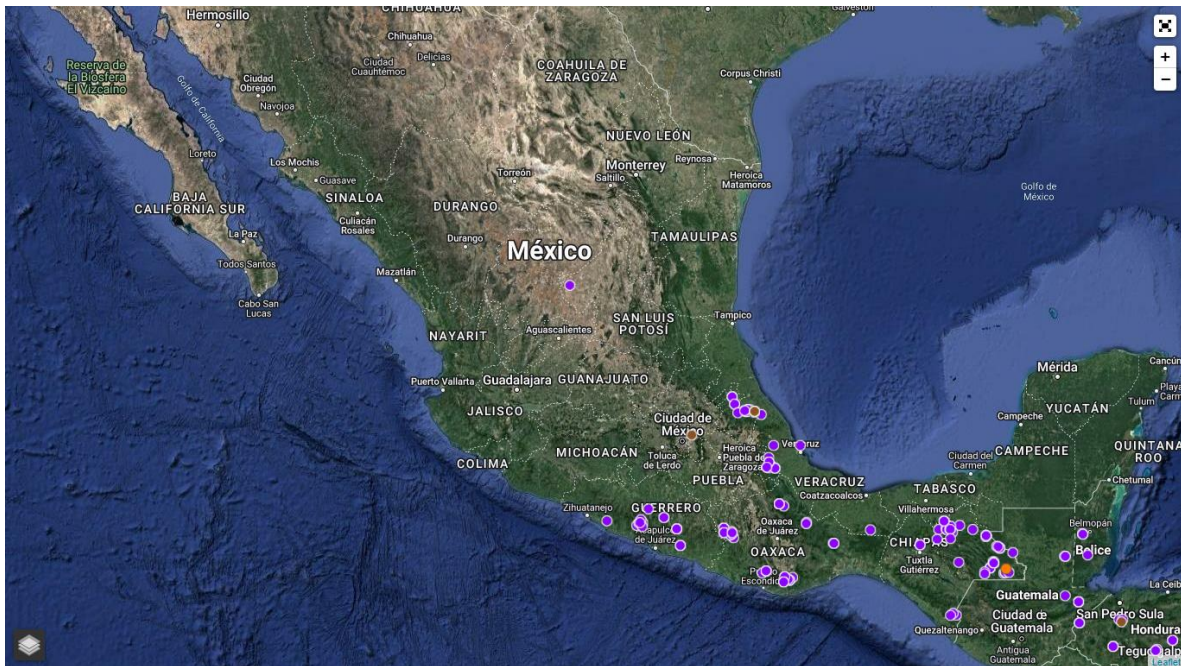 Hermosillo
CHIHUAHUA
Galveston
Chihuahua
Ciudad
Cuauhtémoc
Delicias
Reserva de
la Biósfera
El Vizcaíno
COAHUILA DE
ZARAGOZA
Corpus Christi
+
−
Ciudad
Obregón
Navojoa
Golfo de California
NUEVO LEÓN
Loreto
Los Mochis
Guasave
Torreón
Monterrey
Saltillo
Reynosa
Heroica
Matamoros
Golfo de
México
BAJA
CALIFORNIA SUR
SINALOA
Culiacán
Rosales
DURANGO
Durango
La Paz
México
TAMAULIPAS
Todos Santos
Mazatlán
Cabo San
Lucas
SAN LUIS
POTOSÍ
Tampico
NAYARIT
Aguascalientes
Mérida
Cancún
Puerto Vallarta
Guadalajara
GUANAJUATO
JALISCO
YUCATÁN
Tulum
Campeche
Ciudad de
México
COLIMA
MICHOACÁN
Toluca
de Lerdo
Heroica
Puebla de
Zaragoza
PUEBLA
VERACRUZ
Coatzacoalcos
Ciudad del
Carmen
CAMPECHE
QUINTANA
ROO
Chetumal
TABASCO
Villahermosa
Zihuatanejo
GUERRERO
de Juárez
Oaxaca
de Juárez
OAXACA
Escondido
CHIAPAS
Tuxtla
Gutiérrez
Belmopán
Belice
Guatemala
Quezaltenango
Ciudad de
Guatemala
Antigua
Guatemala
San Pedro Sula
La Ceib
Hondura
Leaflet